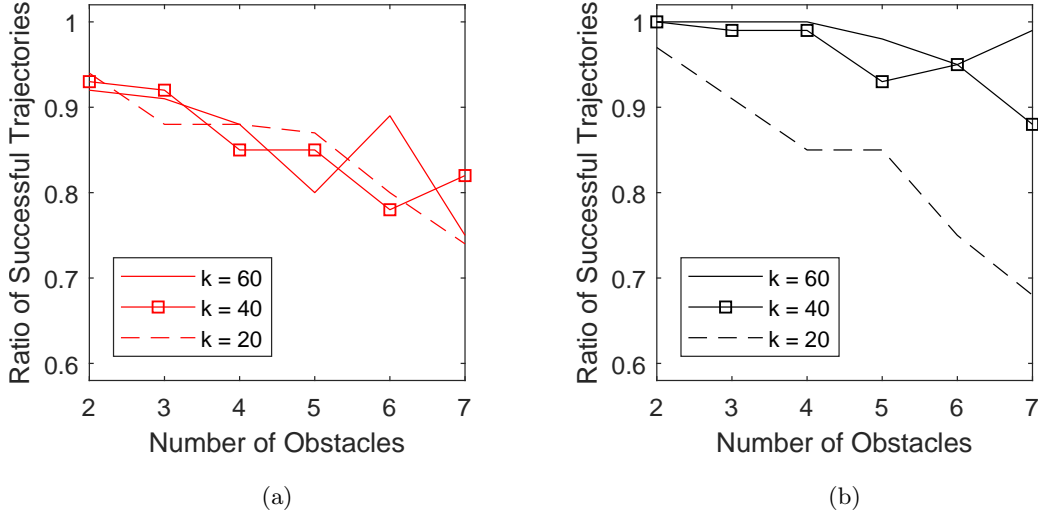 1
0.9
0.8
0.7
0.6
Ratio of Successful Trajectories
k = 60
k = 40
k = 20
2 3 4 5 6 7
Number of Obstacles
(a)
1
0.9
0.8
0.7
0.6
Ratio of Successful Trajectories
k = 60
k = 40
k = 20
2 3 4 5 6 7
Number of Obstacles
(b)